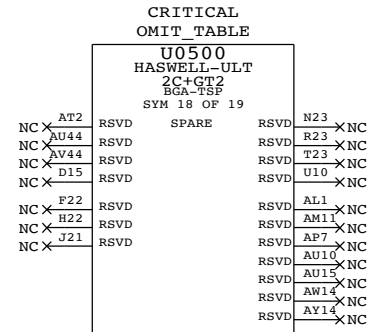 CRITICAL
OMIT_TABLE
U0500
HASWELL-ULT
2C+GT2
BGA-TSP
SYM 18 OF 19
SPARE
NC AT2 RSVD RSVD N23 NC
NC AU44 RSVD RSVD R23 NC
NC AV44 RSVD RSVD T23 NC
NC D15 RSVD RSVD U10 NC
NC F22 RSVD RSVD AL1 NC
NC H22 RSVD RSVD AM11 NC
NC J21 RSVD RSVD AP7 NC
RSVD AU10 NC
RSVD AU15 NC
RSVD AW14 NC
RSVD AY14 NC